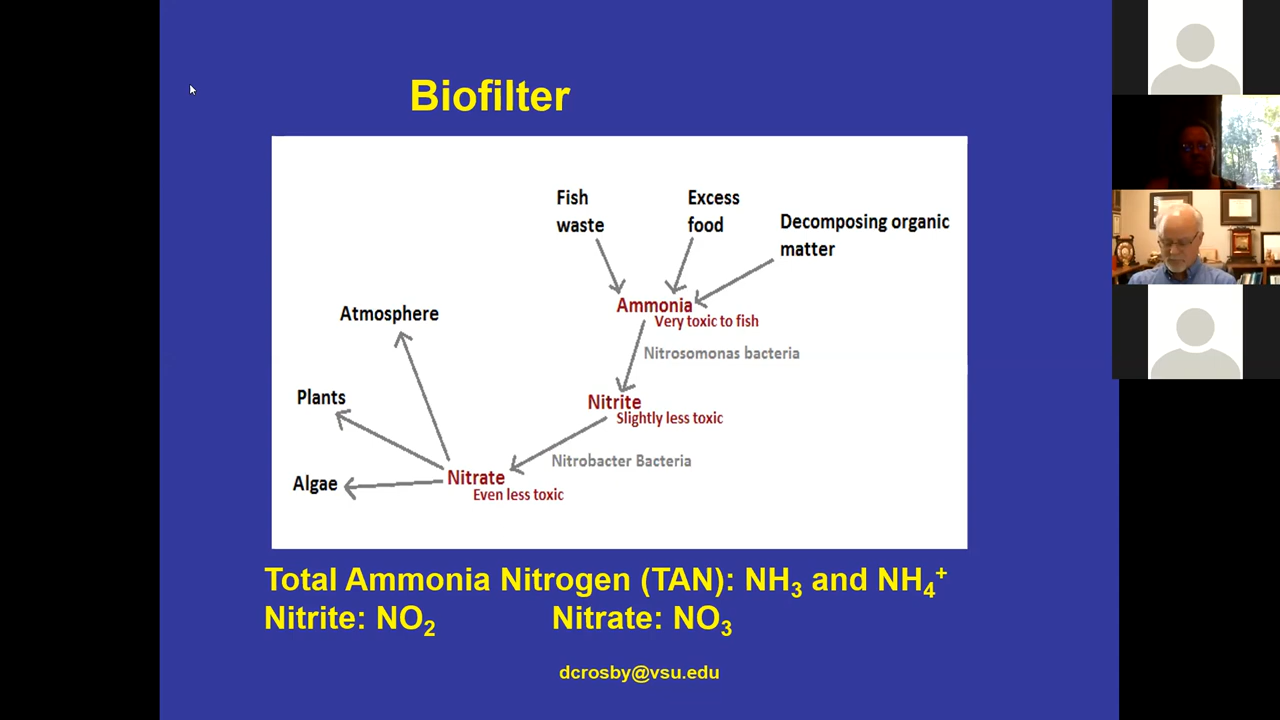 Biofilter
Fish
waste
Excess
food
Decomposing organic
matter
Ammonia
Very toxic to fish
Atmosphere
Nitrosomonas bacteria
Plants
Nitrite
Slightly less toxic
Nitrobacter Bacteria
Nitrate
Even less toxic
Algae
Total Ammonia Nitrogen (TAN): NH₃ and NH₄⁺
Nitrite: NO₂ Nitrate: NO₃
dcrosby@vsu.edu